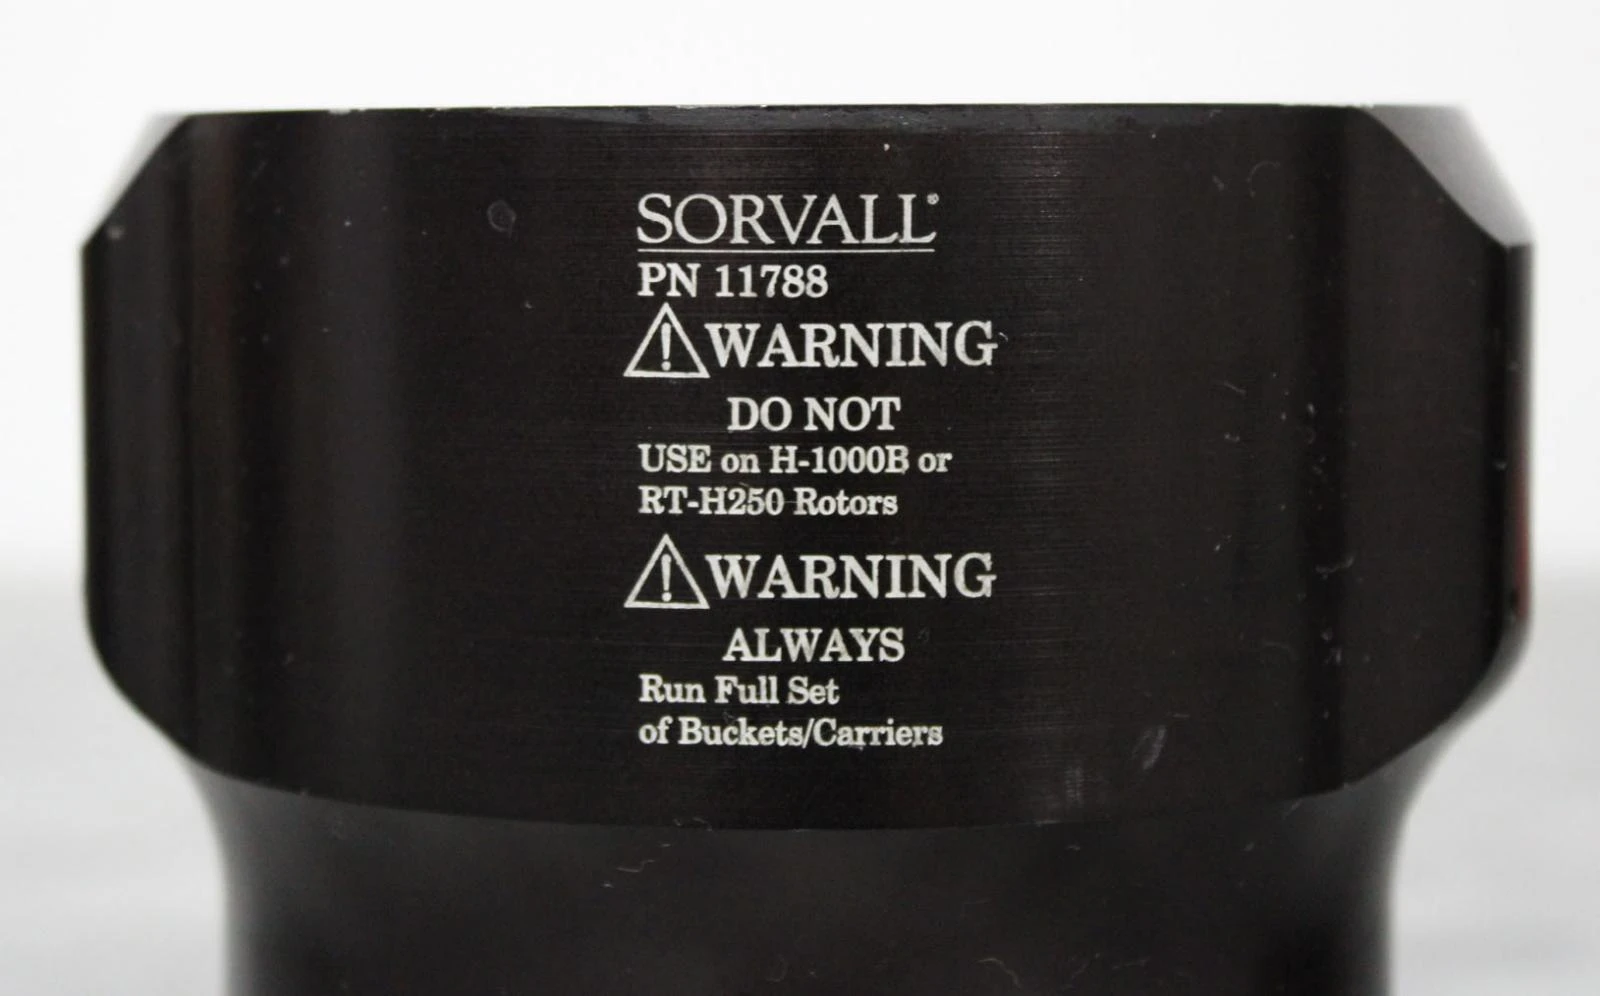 SORVALL®
PN 11788
WARNING
DO NOT
USE on H-1000B or
RT-H250 Rotors
WARNING
ALWAYS
Run Full Set
of Buckets/Carriers